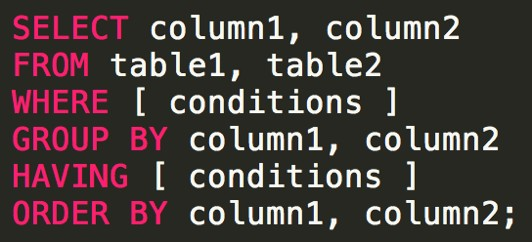 SELECT column1, column2
FROM table1, table2
WHERE [ conditions ]
GROUP BY column1, column2
HAVING [ conditions ]
ORDER BY column1, column2;